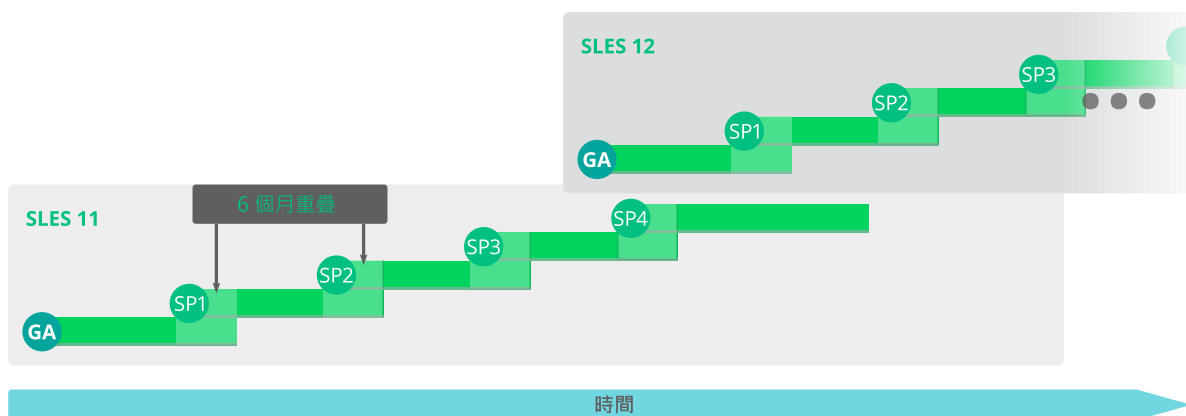 SLES 12
SP3
SP2
SP1
GA
6 個月重疊
SLES 11
SP4
SP3
SP2
SP1
GA
時間